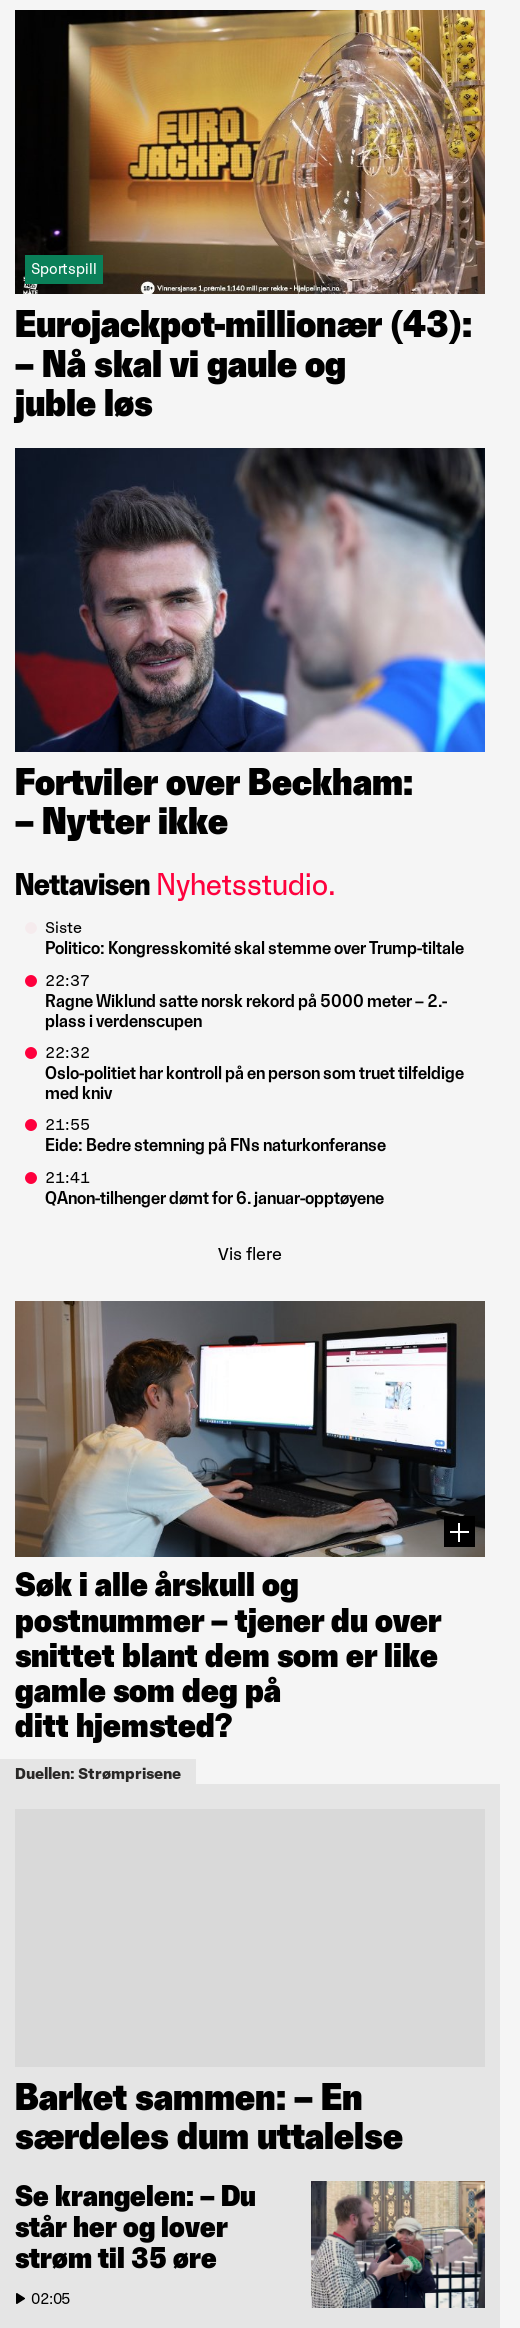 EURO
JACKPOT
Sportspill
18+ Vinnersjanse 1.premie 1:140 mill per rekke - Hjelpelinjen.no
Eurojackpot-millionær (43):
– Nå skal vi gaule og
juble løs
Fortviler over Beckham:
– Nytter ikke
Nettavisen Nyhetsstudio.
Siste
Politico: Kongresskomité skal stemme over Trump-tiltale
22:37
Ragne Wiklund satte norsk rekord på 5000 meter – 2.-
plass i verdenscupen
22:32
Oslo-politiet har kontroll på en person som truet tilfeldige
med kniv
21:55
Eide: Bedre stemning på FNs naturkonferanse
21:41
QAnon-tilhenger dømt for 6. januar-opptøyene
Vis flere
Søk i alle årskull og
postnummer – tjener du over
snittet blant dem som er like
gamle som deg på
ditt hjemsted?
Duellen: Strømprisene
Barket sammen: – En
særdeles dum uttalelse
Se krangelen: – Du
står her og lover
strøm til 35 øre
02:05